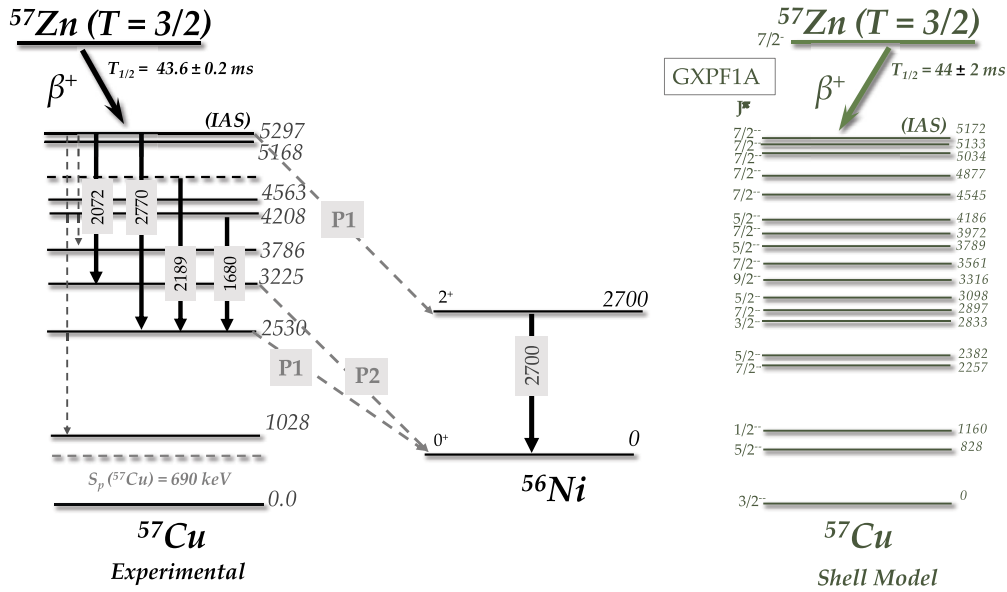 ⁵⁷Zn (T = 3/2)
T₁/₂ = 43.6 ± 0.2 ms
β⁺
(IAS)
5297
5168
4563
4208
3786
3225
2530
1028
2072
2770
2189
1680
Sₚ (⁵⁷Cu) = 690 keV
0.0
⁵⁷Cu
Experimental
P1
P1
P2
2⁺
2700
2700
0⁺
0
⁵⁶Ni
⁵⁷Zn (T = 3/2)
7/2⁻
GXPF1A
T₁/₂ = 44 ± 2 ms
β⁺
(IAS)
7/2⁻ 5172
7/2⁻ 5133
7/2⁻ 5034
7/2⁻ 4877
7/2⁻ 4545
5/2⁻ 4186
7/2⁻ 3972
5/2⁻ 3789
7/2⁻ 3561
9/2⁻ 3316
5/2⁻ 3098
7/2⁻ 2897
3/2⁻ 2833
5/2⁻ 2382
7/2⁻ 2257
1/2⁻ 1160
5/2⁻ 828
3/2⁻ 0
⁵⁷Cu
Shell Model